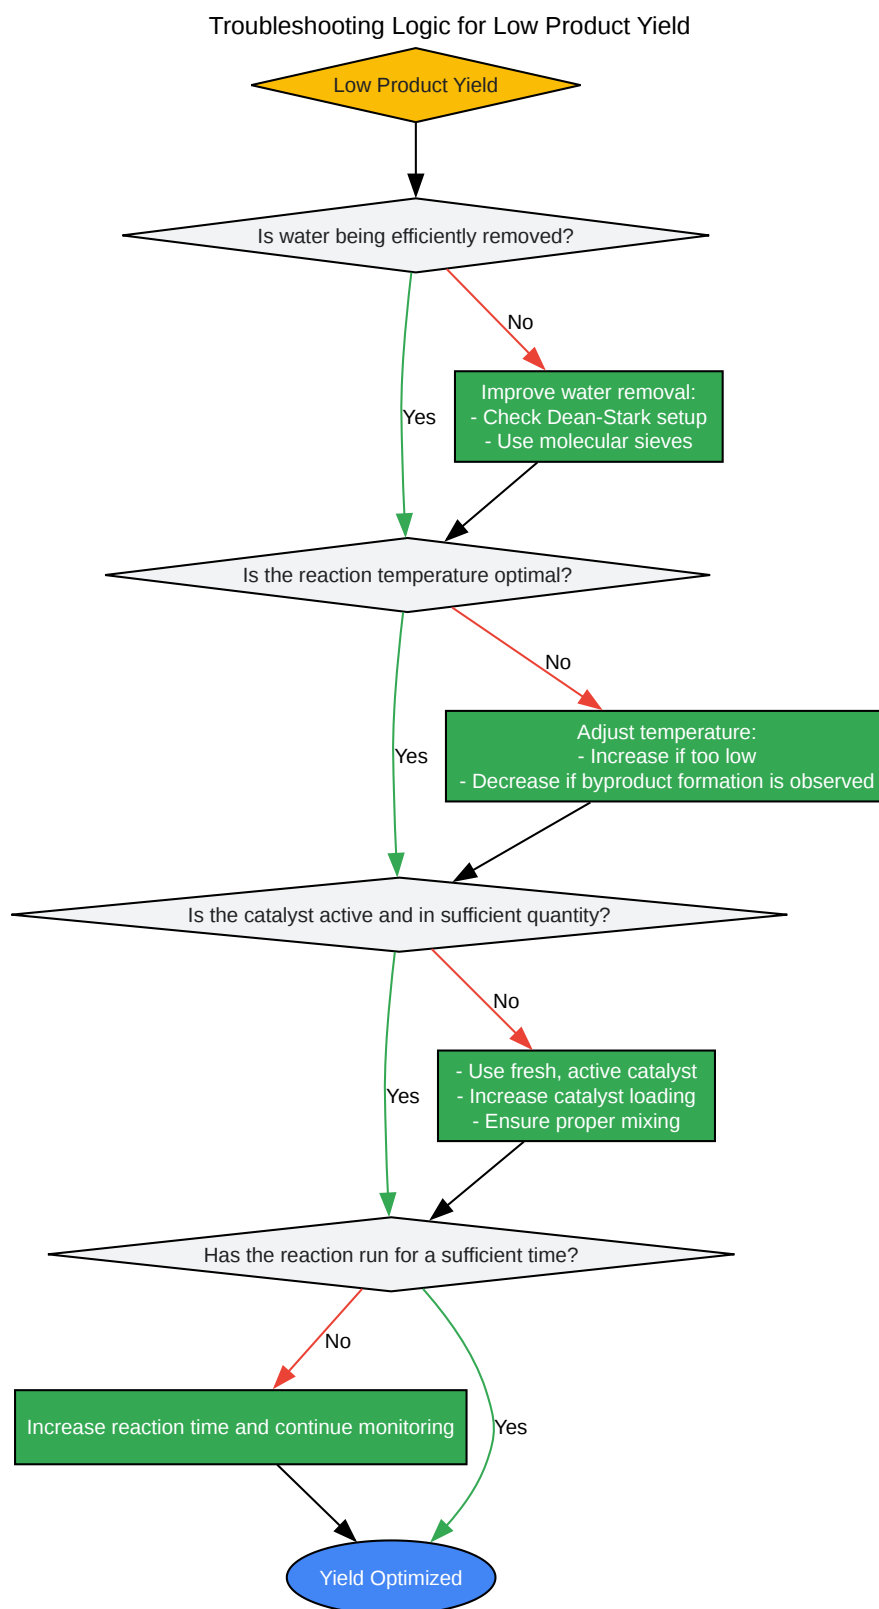 Troubleshooting Logic for Low Product Yield
Low Product Yield
Is water being efficiently removed?
No
Improve water removal:
- Check Dean-Stark setup
- Use molecular sieves
Yes
Is the reaction temperature optimal?
No
Adjust temperature:
- Increase if too low
- Decrease if byproduct formation is observed
Yes
Is the catalyst active and in sufficient quantity?
No
- Use fresh, active catalyst
- Increase catalyst loading
- Ensure proper mixing
Yes
Has the reaction run for a sufficient time?
No
Increase reaction time and continue monitoring
Yes
Yield Optimized